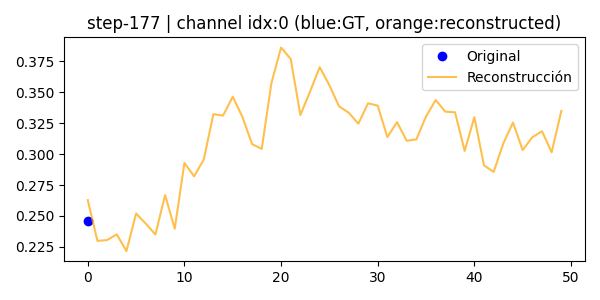 step-177 | channel idx:0 (blue:GT, orange:reconstructed)
Original
Reconstrucción
0.375
0.350
0.325
0.300
0.275
0.250
0.225
0 10 20 30 40 50